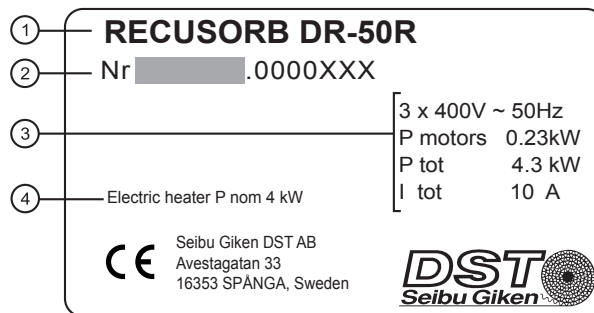 1
RECUSORB DR-50R
2
Nr .0000XXX
3
3 x 400V ~ 50Hz
P motors 0.23kW
P tot 4.3 kW
I tot 10 A
4
Electric heater P nom 4 kW
CE
Seibu Giken DST AB
Avestagatan 33
16353 SPÅNGA, Sweden
DST
Seibu Giken